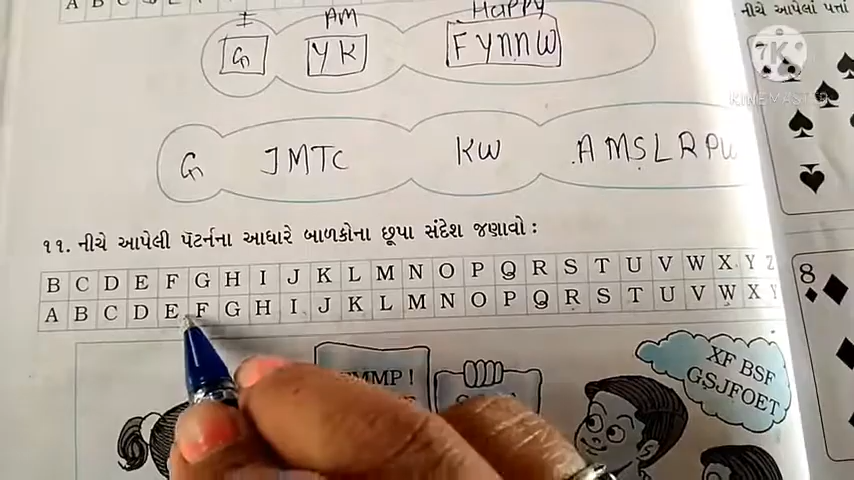 નીચે આપેલાં પત્તાં
I AM Happy
G YK FYNNW
KINEMASTER
G JMTC KW AMSLRPW
૧૧. નીચે આપેલી પૅટર્નના આધારે બાળકોના છૂપા સંદેશ જણાવો :
B C D E F G H I J K L M N O P Q R S T U V W X Y Z
A B C D E F G H I J K L M N O P Q R S T U V W X Y
XF BSF
GSJFOET
7
8